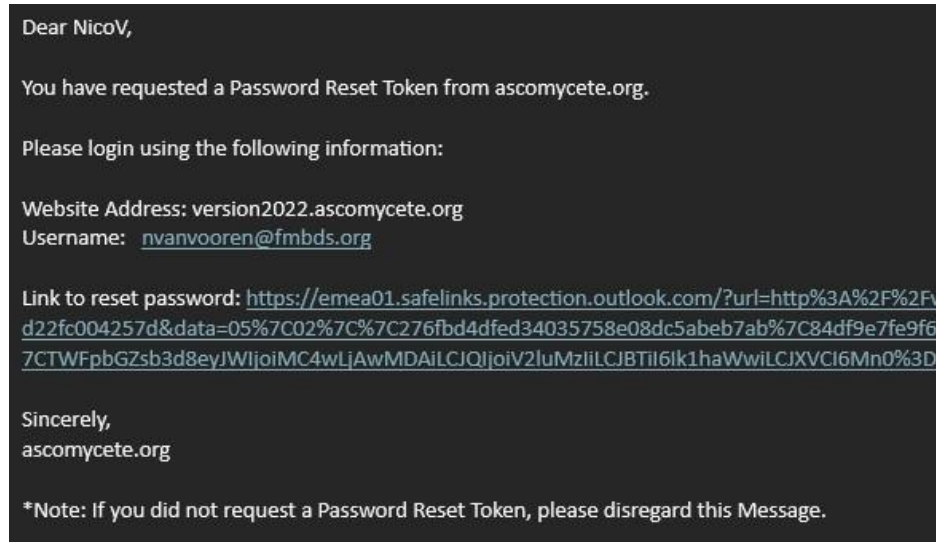 Dear NicoV,
You have requested a Password Reset Token from ascomycete.org.
Please login using the following information:
Website Address: version2022.ascomycete.org
Username: nvanvooren@fmbds.org
Link to reset password: https://emea01.safelinks.protection.outlook.com/?url=http%3A%2F%2Fv
d22fc004257d&data=05%7C02%7C%7C276fbd4dfed34035758e08dc5abeb7ab%7C84df9e7fe9f6
7CTWFpbGZsb3d8eyJWIjoiMC4wLjAwMDAiLCJQIjoiV2luMzIiLCJBTiI6Ik1haWwiLCJXVCI6Mn0%3D
Sincerely,
ascomycete.org
*Note: If you did not request a Password Reset Token, please disregard this Message.